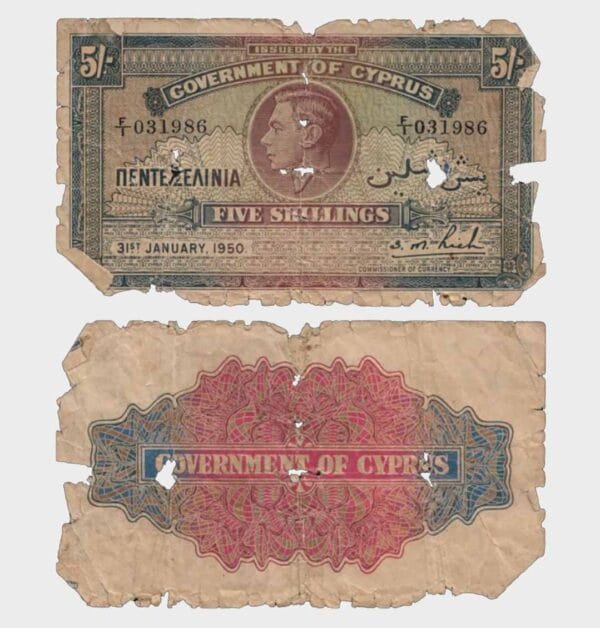 5/-
ISSUED BY THE
5/-
GOVERNMENT OF CYPRUS
F/1 031986
F/1 031986
ΠΕΝΤΕΣΕΛΙΝΙΑ
بش شلين
FIVE SHILLINGS
31ST JANUARY, 1950.
COMMISSIONER OF CURRENCY
GOVERNMENT OF CYPRUS